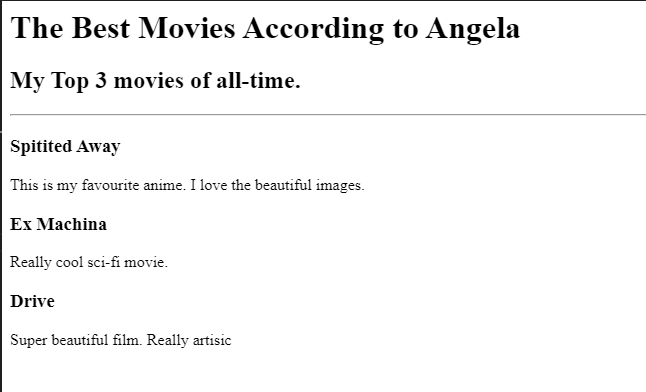 The Best Movies According to Angela
My Top 3 movies of all-time.
Spitited Away
This is my favourite anime. I love the beautiful images.
Ex Machina
Really cool sci-fi movie.
Drive
Super beautiful film. Really artisic